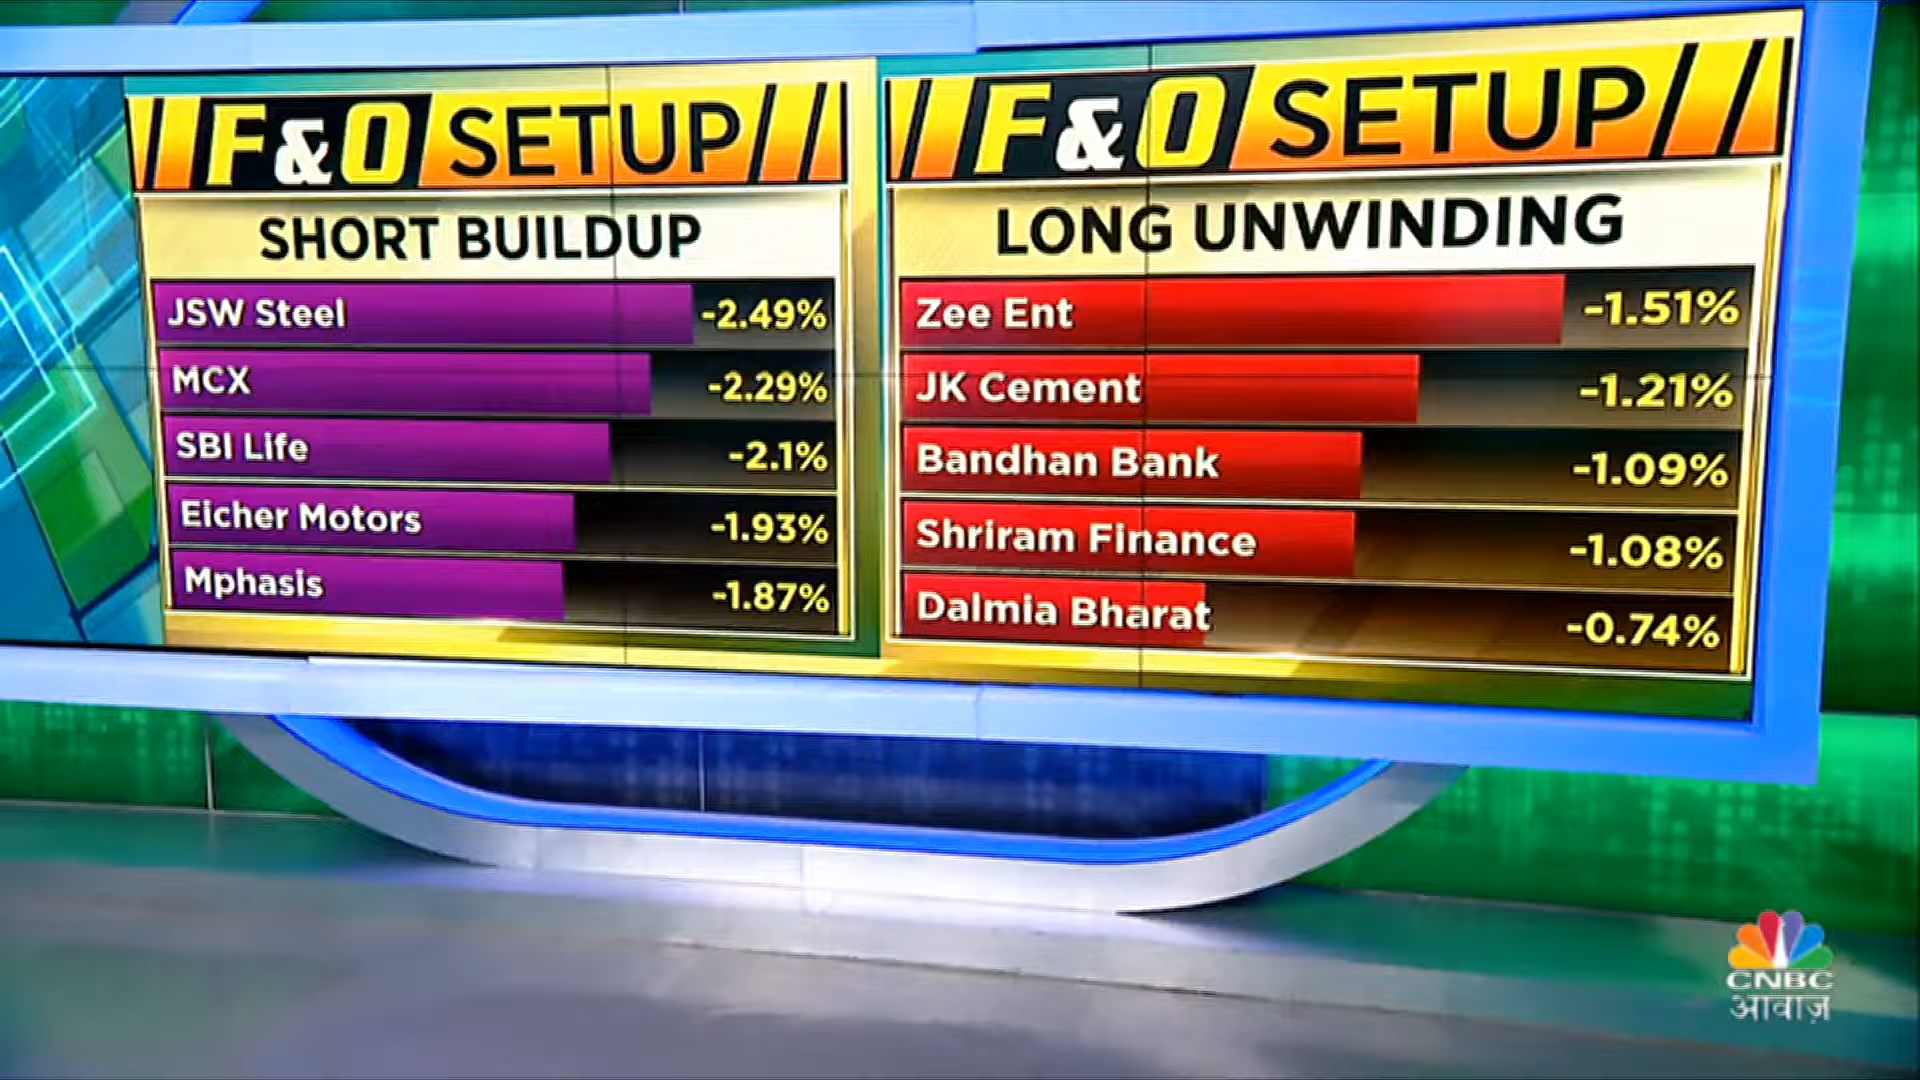 F&O SETUP
SHORT BUILDUP
JSW Steel -2.49%
MCX -2.29%
SBI Life -2.1%
Eicher Motors -1.93%
Mphasis -1.87%
F&O SETUP
LONG UNWINDING
Zee Ent -1.51%
JK Cement -1.21%
Bandhan Bank -1.09%
Shriram Finance -1.08%
Dalmia Bharat -0.74%
CNBC
आवाज़